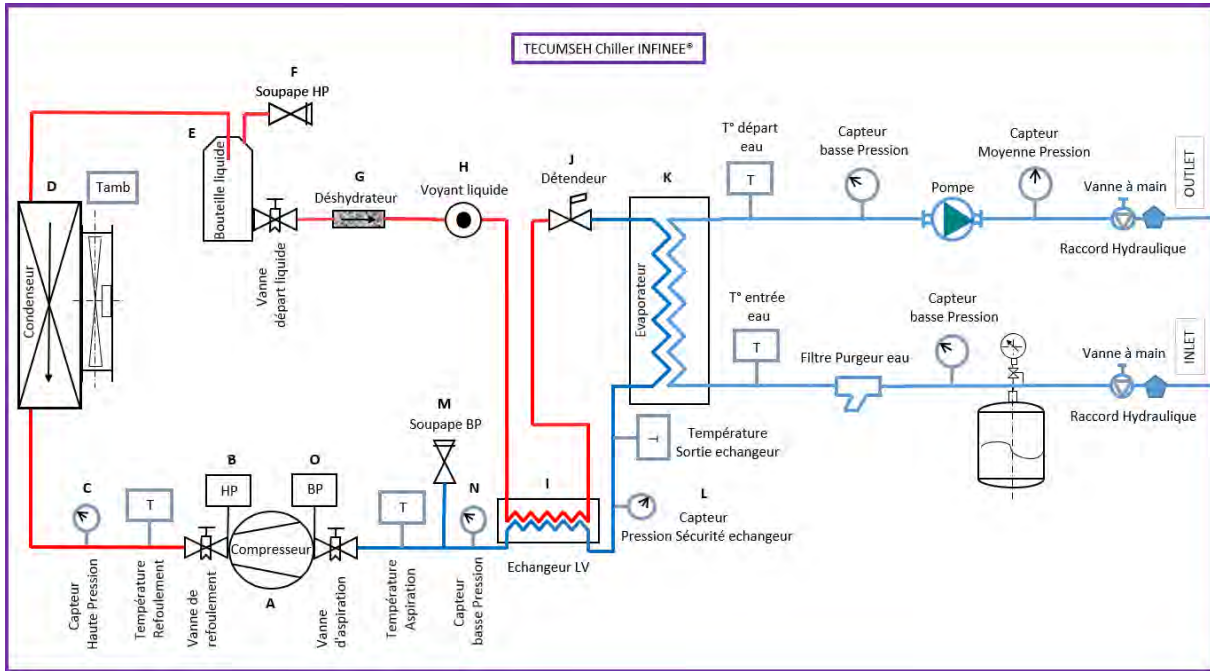 TECUMSEH Chiller INFINEE®
F
Soupape HP
E
Bouteille liquide
D
Tamb
Condenseur
G
Déshydrateur
H
Voyant liquide
J
Détendeur
K
Evaporateur
Vanne
départ liquide
T° départ
eau
T
Capteur
basse Pression
Pompe
Capteur
Moyenne Pression
Vanne à main
Raccord Hydraulique
OUTLET
T° entrée
eau
T
Filtre Purgeur eau
Capteur
basse Pression
Vanne à main
Raccord Hydraulique
INLET
M
Soupape BP
T
Température
Sortie echangeur
C
T
B
HP
O
BP
Compresseur
A
T
N
I
Echangeur LV
L
Capteur
Pression Sécurité echangeur
Capteur
Haute Pression
Température
Refoulement
Vanne de
refoulement
Vanne
d'aspiration
Température
Aspiration
Capteur
basse Pression